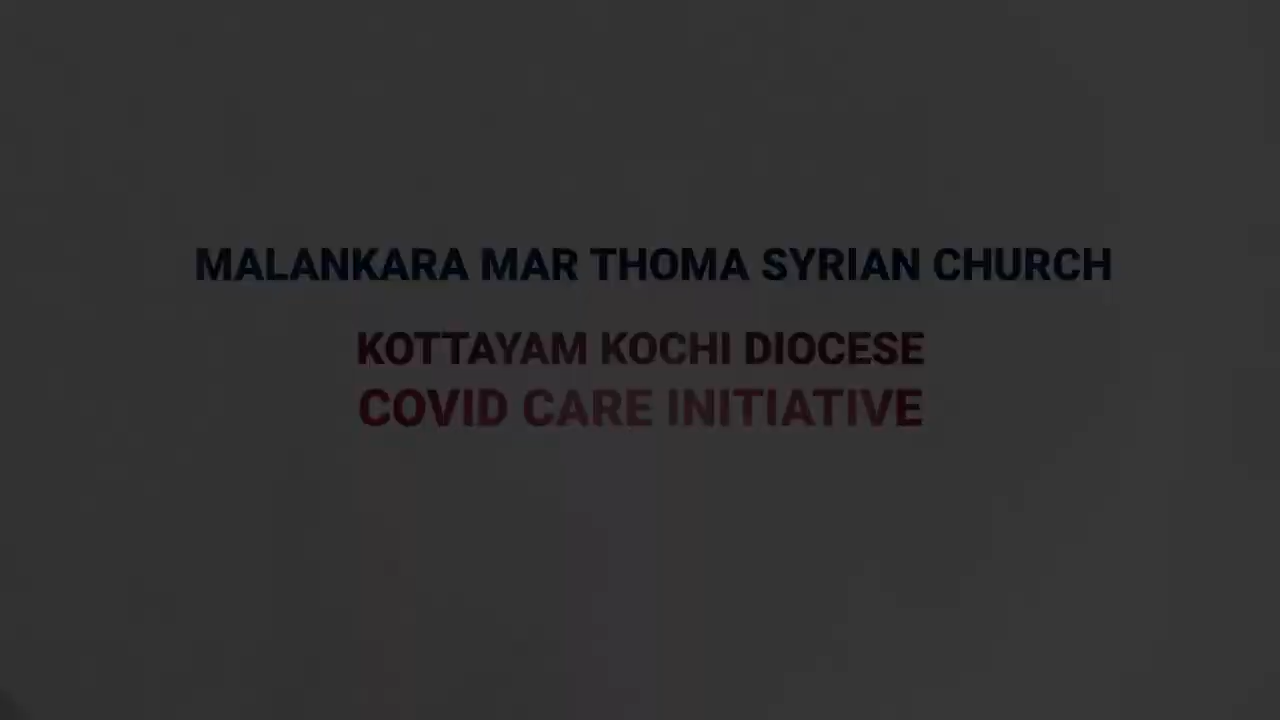 MALANKARA MAR THOMA SYRIAN CHURCH
KOTTAYAM KOCHI DIOCESE
COVID CARE INITIATIVE